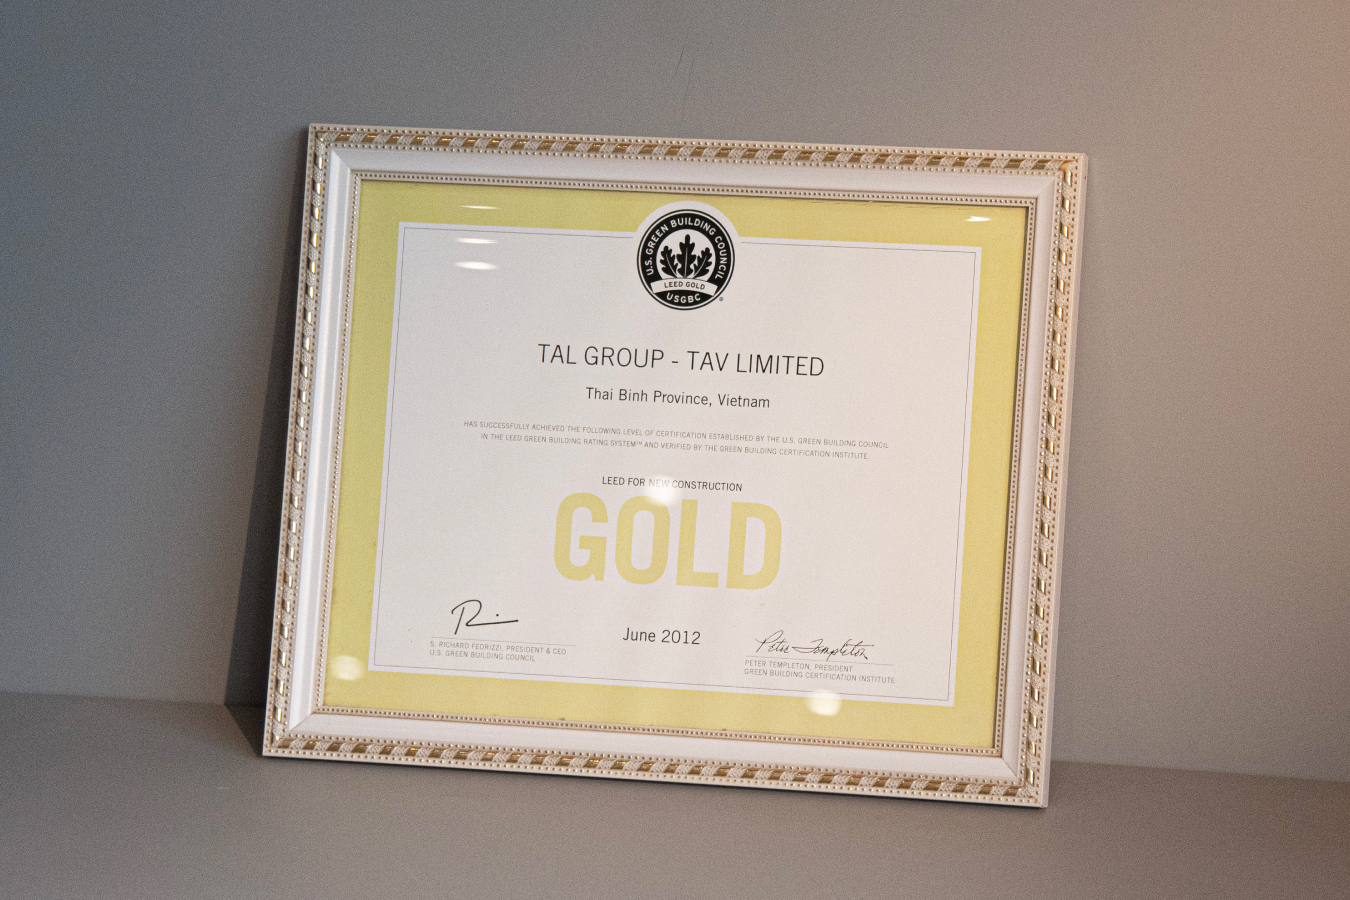 U.S. GREEN BUILDING COUNCIL
LEED GOLD
USGBC
TAL GROUP - TAV LIMITED
Thai Binh Province, Vietnam
HAS SUCCESSFULLY ACHIEVED THE FOLLOWING LEVEL OF CERTIFICATION ESTABLISHED BY THE U.S. GREEN BUILDING COUNCIL
IN THE LEED GREEN BUILDING RATING SYSTEM™ AND VERIFIED BY THE GREEN BUILDING CERTIFICATION INSTITUTE
LEED FOR NEW CONSTRUCTION
GOLD
June 2012
S. RICHARD FEDRIZZI, PRESIDENT & CEO
U.S. GREEN BUILDING COUNCIL
Peter Templeton
PETER TEMPLETON, PRESIDENT
GREEN BUILDING CERTIFICATION INSTITUTE